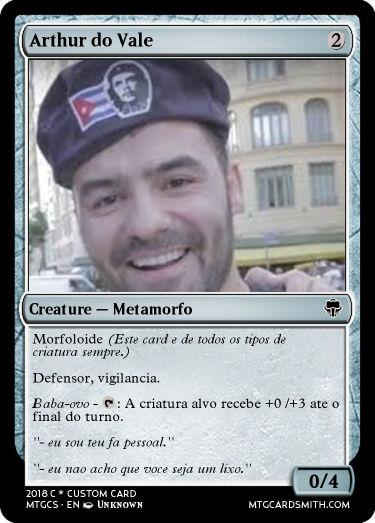 Arthur do Vale 2
Creature — Metamorfo
Morfoloide (Este card e de todos os tipos de
criatura sempre.)
Defensor, vigilancia.
Baba-ovo - : A criatura alvo recebe +0 /+3 ate o
final do turno.
"- eu sou teu fa pessoal."
"- eu nao acho que voce seja um lixo."
0/4
2018 C * CUSTOM CARD
MTGCS · EN UNKNOWN
MTGCARDSMITH.COM